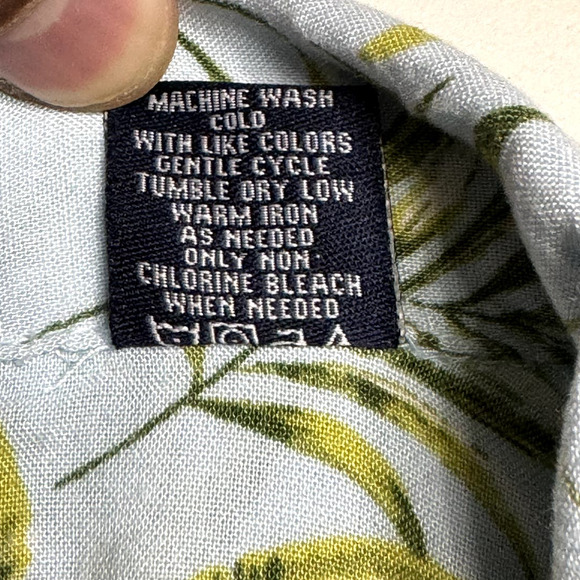 MACHINE WASH
COLD
WITH LIKE COLORS
GENTLE CYCLE
TUMBLE DRY LOW
WARM IRON
AS NEEDED
ONLY NON
CHLORINE BLEACH
WHEN NEEDED